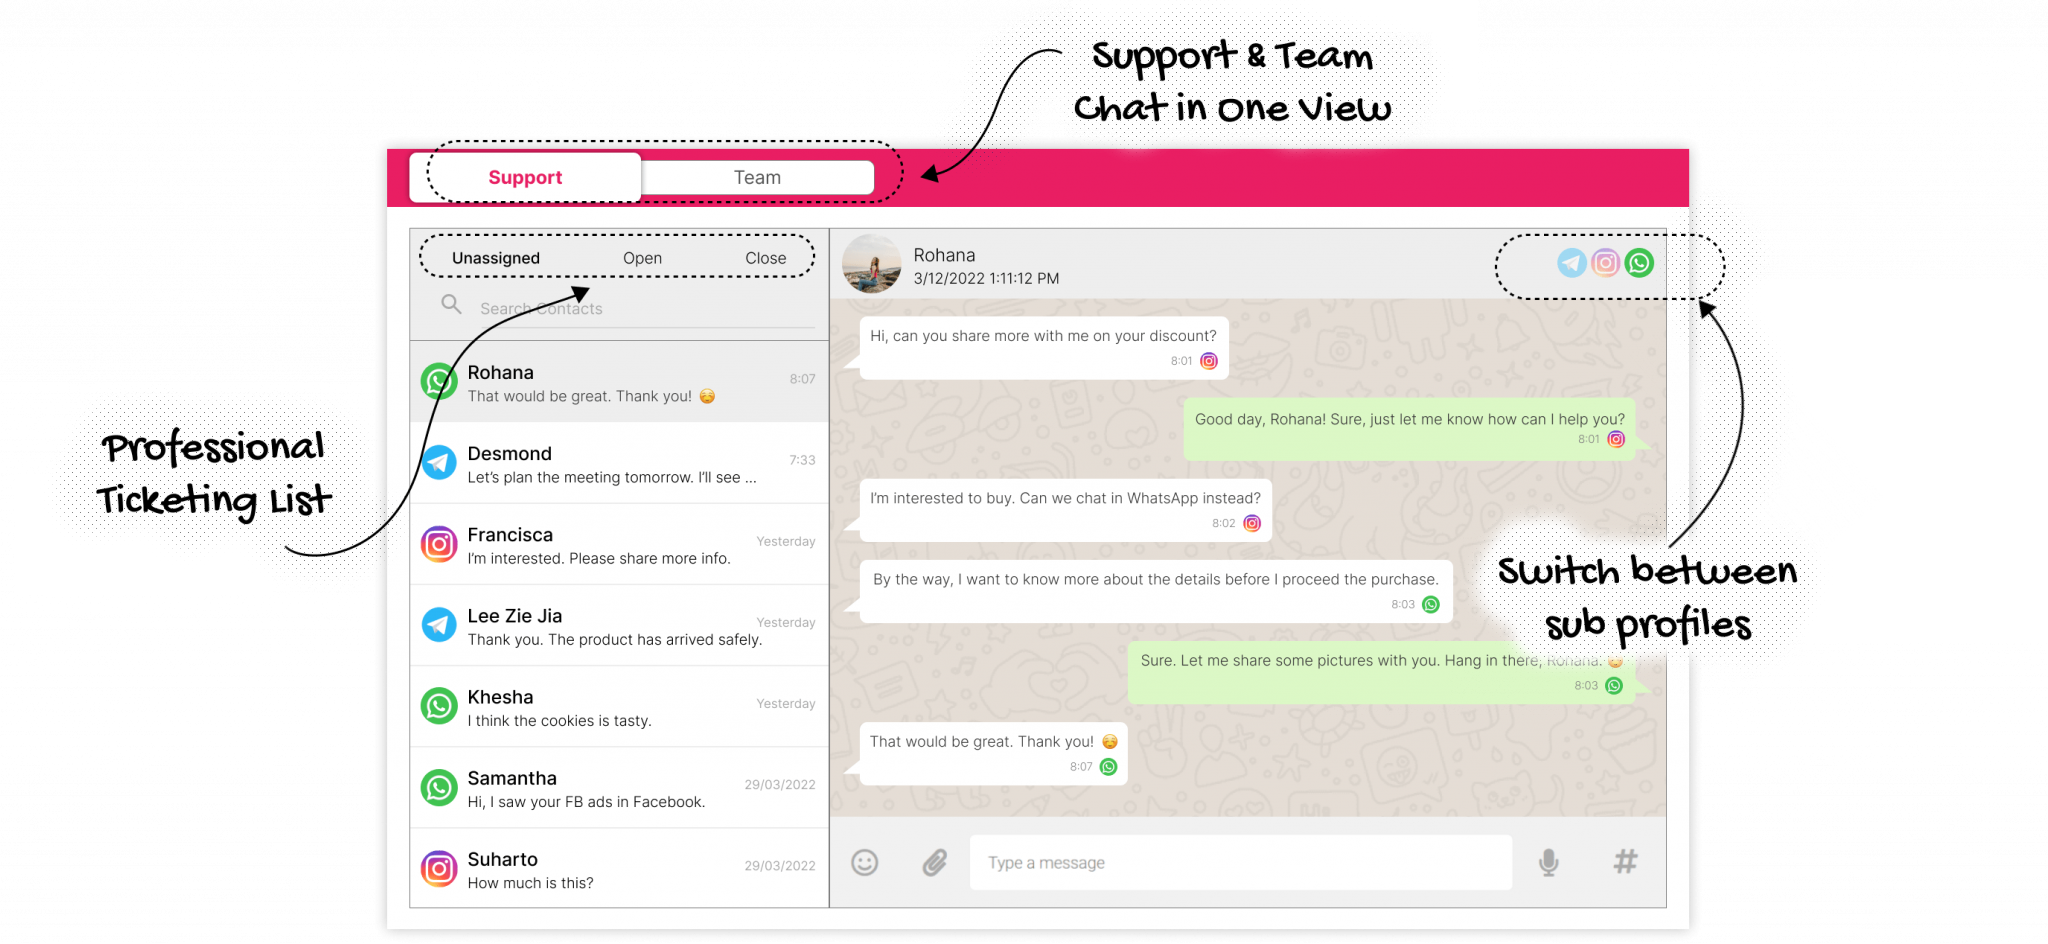 Support & Team
Chat in One View
Support
Team
Unassigned
Open
Close
Search Contacts
Rohana
8:07
That would be great. Thank you! ☺️
Desmond
7:33
Let's plan the meeting tomorrow. I'll see ...
Francisca
Yesterday
I'm interested. Please share more info.
Lee Zie Jia
Yesterday
Thank you. The product has arrived safely.
Khesha
Yesterday
I think the cookies is tasty.
Samantha
29/03/2022
Hi, I saw your FB ads in Facebook.
Suharto
29/03/2022
How much is this?
Professional
Ticketing List
Rohana
3/12/2022 1:11:12 PM
Hi, can you share more with me on your discount?
8:01
Good day, Rohana! Sure, just let me know how can I help you?
8:01
I'm interested to buy. Can we chat in WhatsApp instead?
8:02
By the way, I want to know more about the details before I proceed the purchase.
8:03
Sure. Let me share some pictures with you. Hang in there, Rohana. ☺️
8:03
That would be great. Thank you! ☺️
8:07
Type a message
Switch between
sub profiles